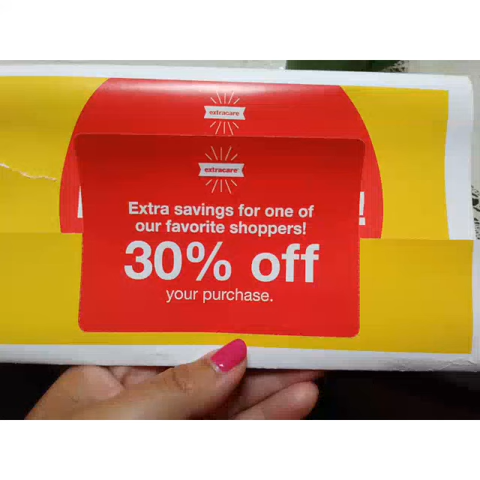 extracare
extracare
Extra savings for one of
our favorite shoppers!
30% off
your purchase.
!